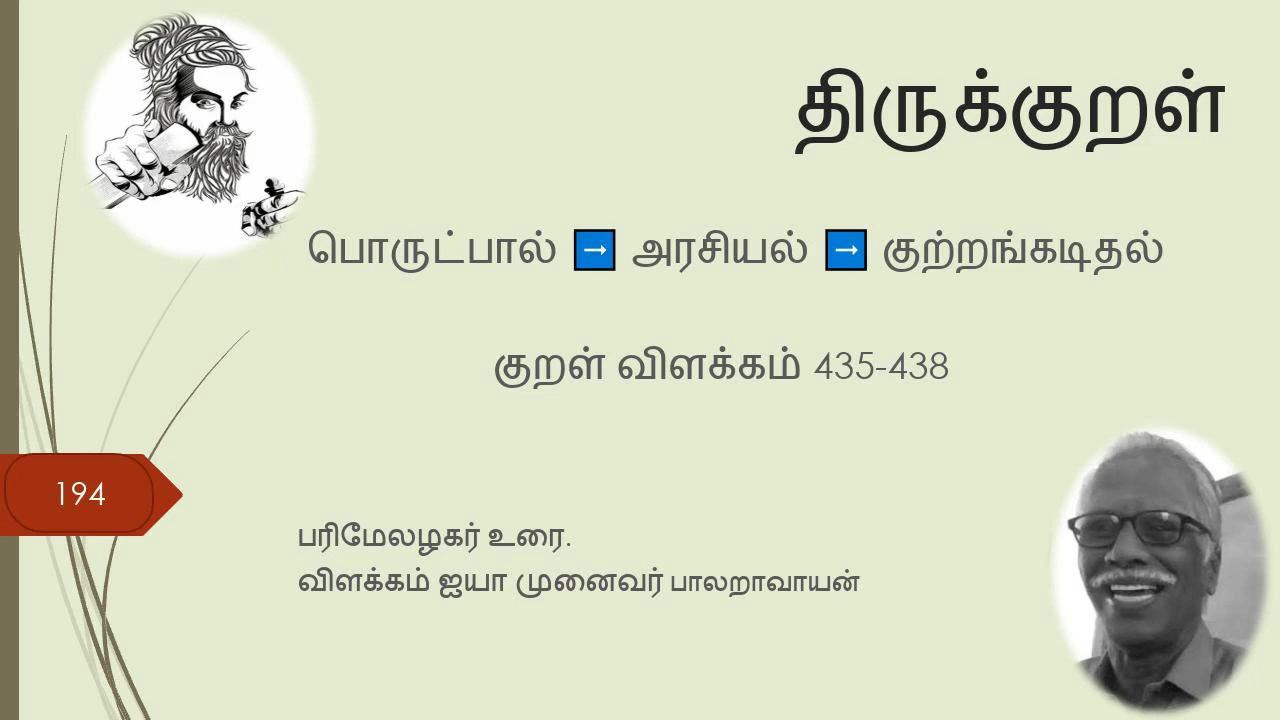 திருக்குறள்
பொருட்பால் ➡ அரசியல் ➡ குற்றங்கடிதல்
குறள் விளக்கம் 435-438
194
பரிமேலழகர் உரை.
விளக்கம் ஐயா முனைவர் பாலறாவாயன்